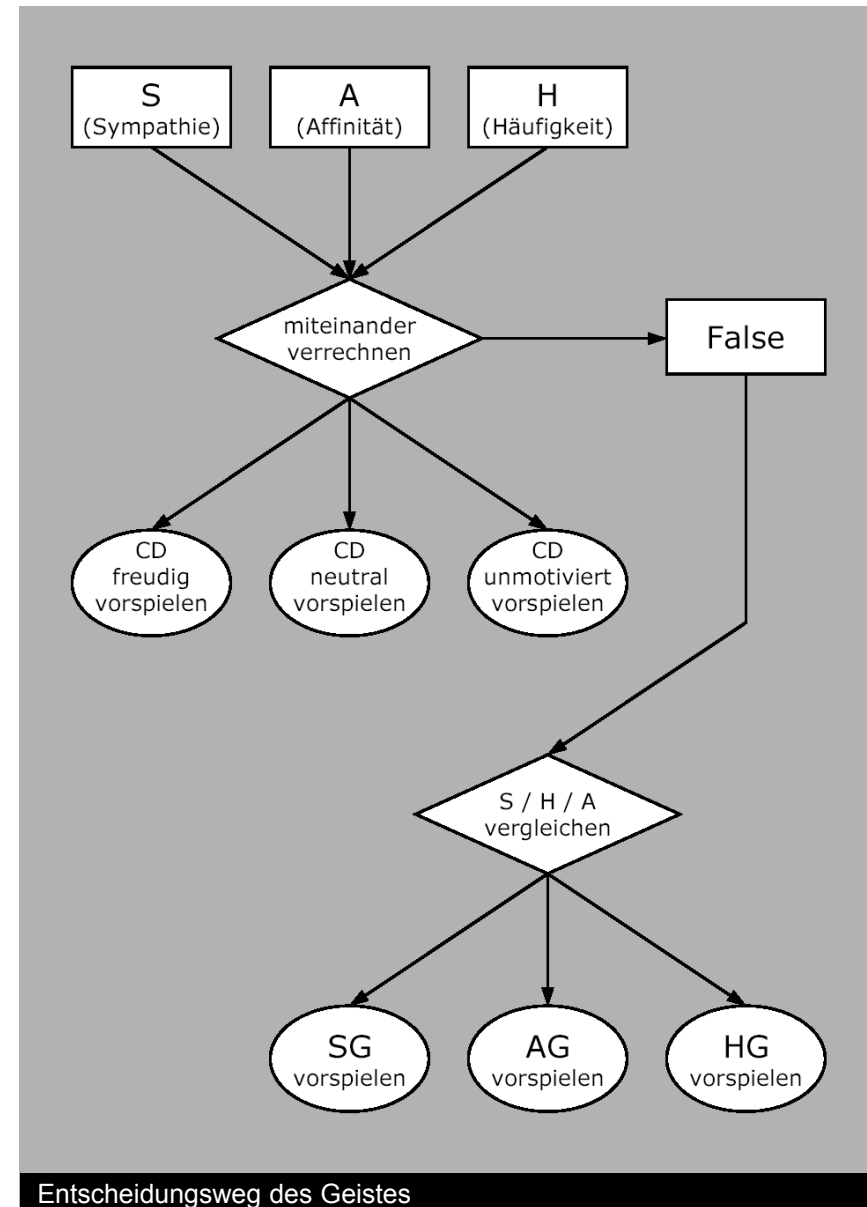 S
(Sympathie)
A
(Affinität)
H
(Häufigkeit)
miteinander
verrechnen
False
CD
freudig
vorspielen
CD
neutral
vorspielen
CD
unmotiviert
vorspielen
S / H / A
vergleichen
SG
vorspielen
AG
vorspielen
HG
vorspielen
Entscheidungsweg des Geistes